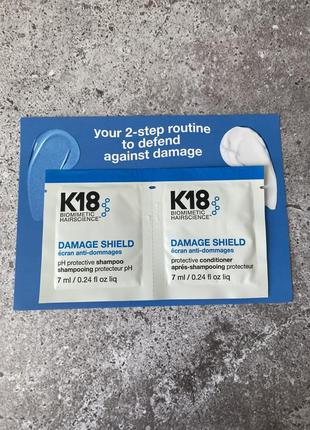 your 2-step routine
to defend
against damage
K18
BIOMIMETIC
HAIRSCIENCE
DAMAGE SHIELD
écran anti-dommages
pH protective shampoo
shampooing protecteur pH
7 ml / 0.24 fl oz liq
K18
BIOMIMETIC
HAIRSCIENCE
DAMAGE SHIELD
écran anti-dommages
protective conditioner
après-shampooing protecteur
7 ml / 0.24 fl oz liq